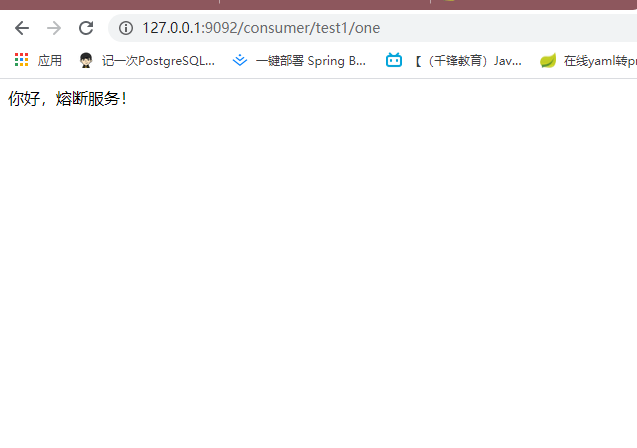 127.0.0.1:9092/consumer/test1/one
应用 记一次PostgreSQL... 一键部署 Spring B... 【（千锋教育）Jav... 在线yaml转pr
你好，熔断服务！